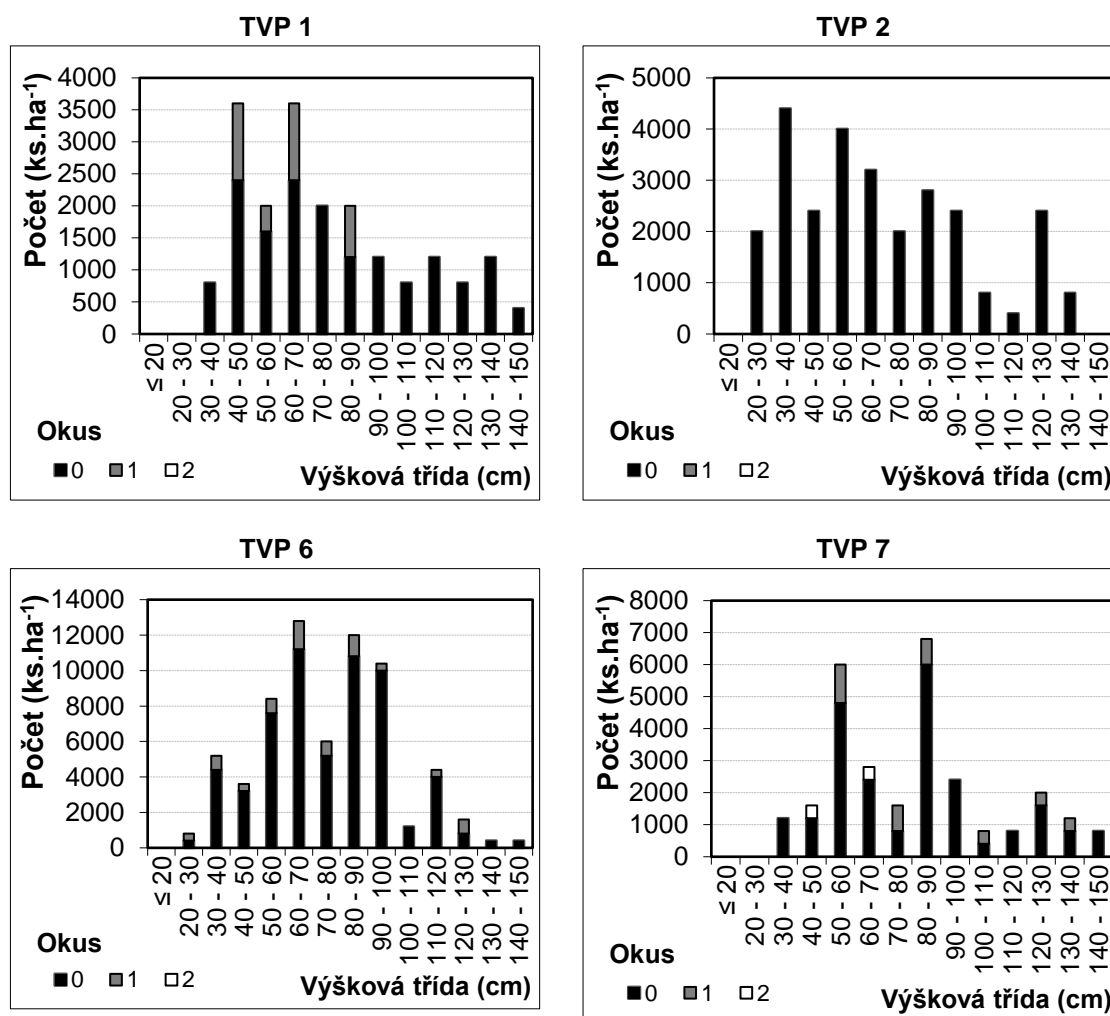 TVP 1
Počet (ks.ha-1)
4000
3500
3000
2500
2000
1500
1000
500
0
≤ 20
20 - 30
30 - 40
40 - 50
50 - 60
60 - 70
70 - 80
80 - 90
90 - 100
100 - 110
110 - 120
120 - 130
130 - 140
140 - 150
Okus
0 1 2
Výšková třída (cm)
TVP 2
Počet (ks.ha-1)
5000
4000
3000
2000
1000
0
≤ 20
20 - 30
30 - 40
40 - 50
50 - 60
60 - 70
70 - 80
80 - 90
90 - 100
100 - 110
110 - 120
120 - 130
130 - 140
140 - 150
Okus
0 1 2
Výšková třída (cm)
TVP 6
Počet (ks.ha-1)
14000
12000
10000
8000
6000
4000
2000
0
≤ 20
20 - 30
30 - 40
40 - 50
50 - 60
60 - 70
70 - 80
80 - 90
90 - 100
100 - 110
110 - 120
120 - 130
130 - 140
140 - 150
Okus
0 1 2
Výšková třída (cm)
TVP 7
Počet (ks.ha-1)
8000
7000
6000
5000
4000
3000
2000
1000
0
≤ 20
20 - 30
30 - 40
40 - 50
50 - 60
60 - 70
70 - 80
80 - 90
90 - 100
100 - 110
110 - 120
120 - 130
130 - 140
140 - 150
Okus
0 1 2
Výšková třída (cm)